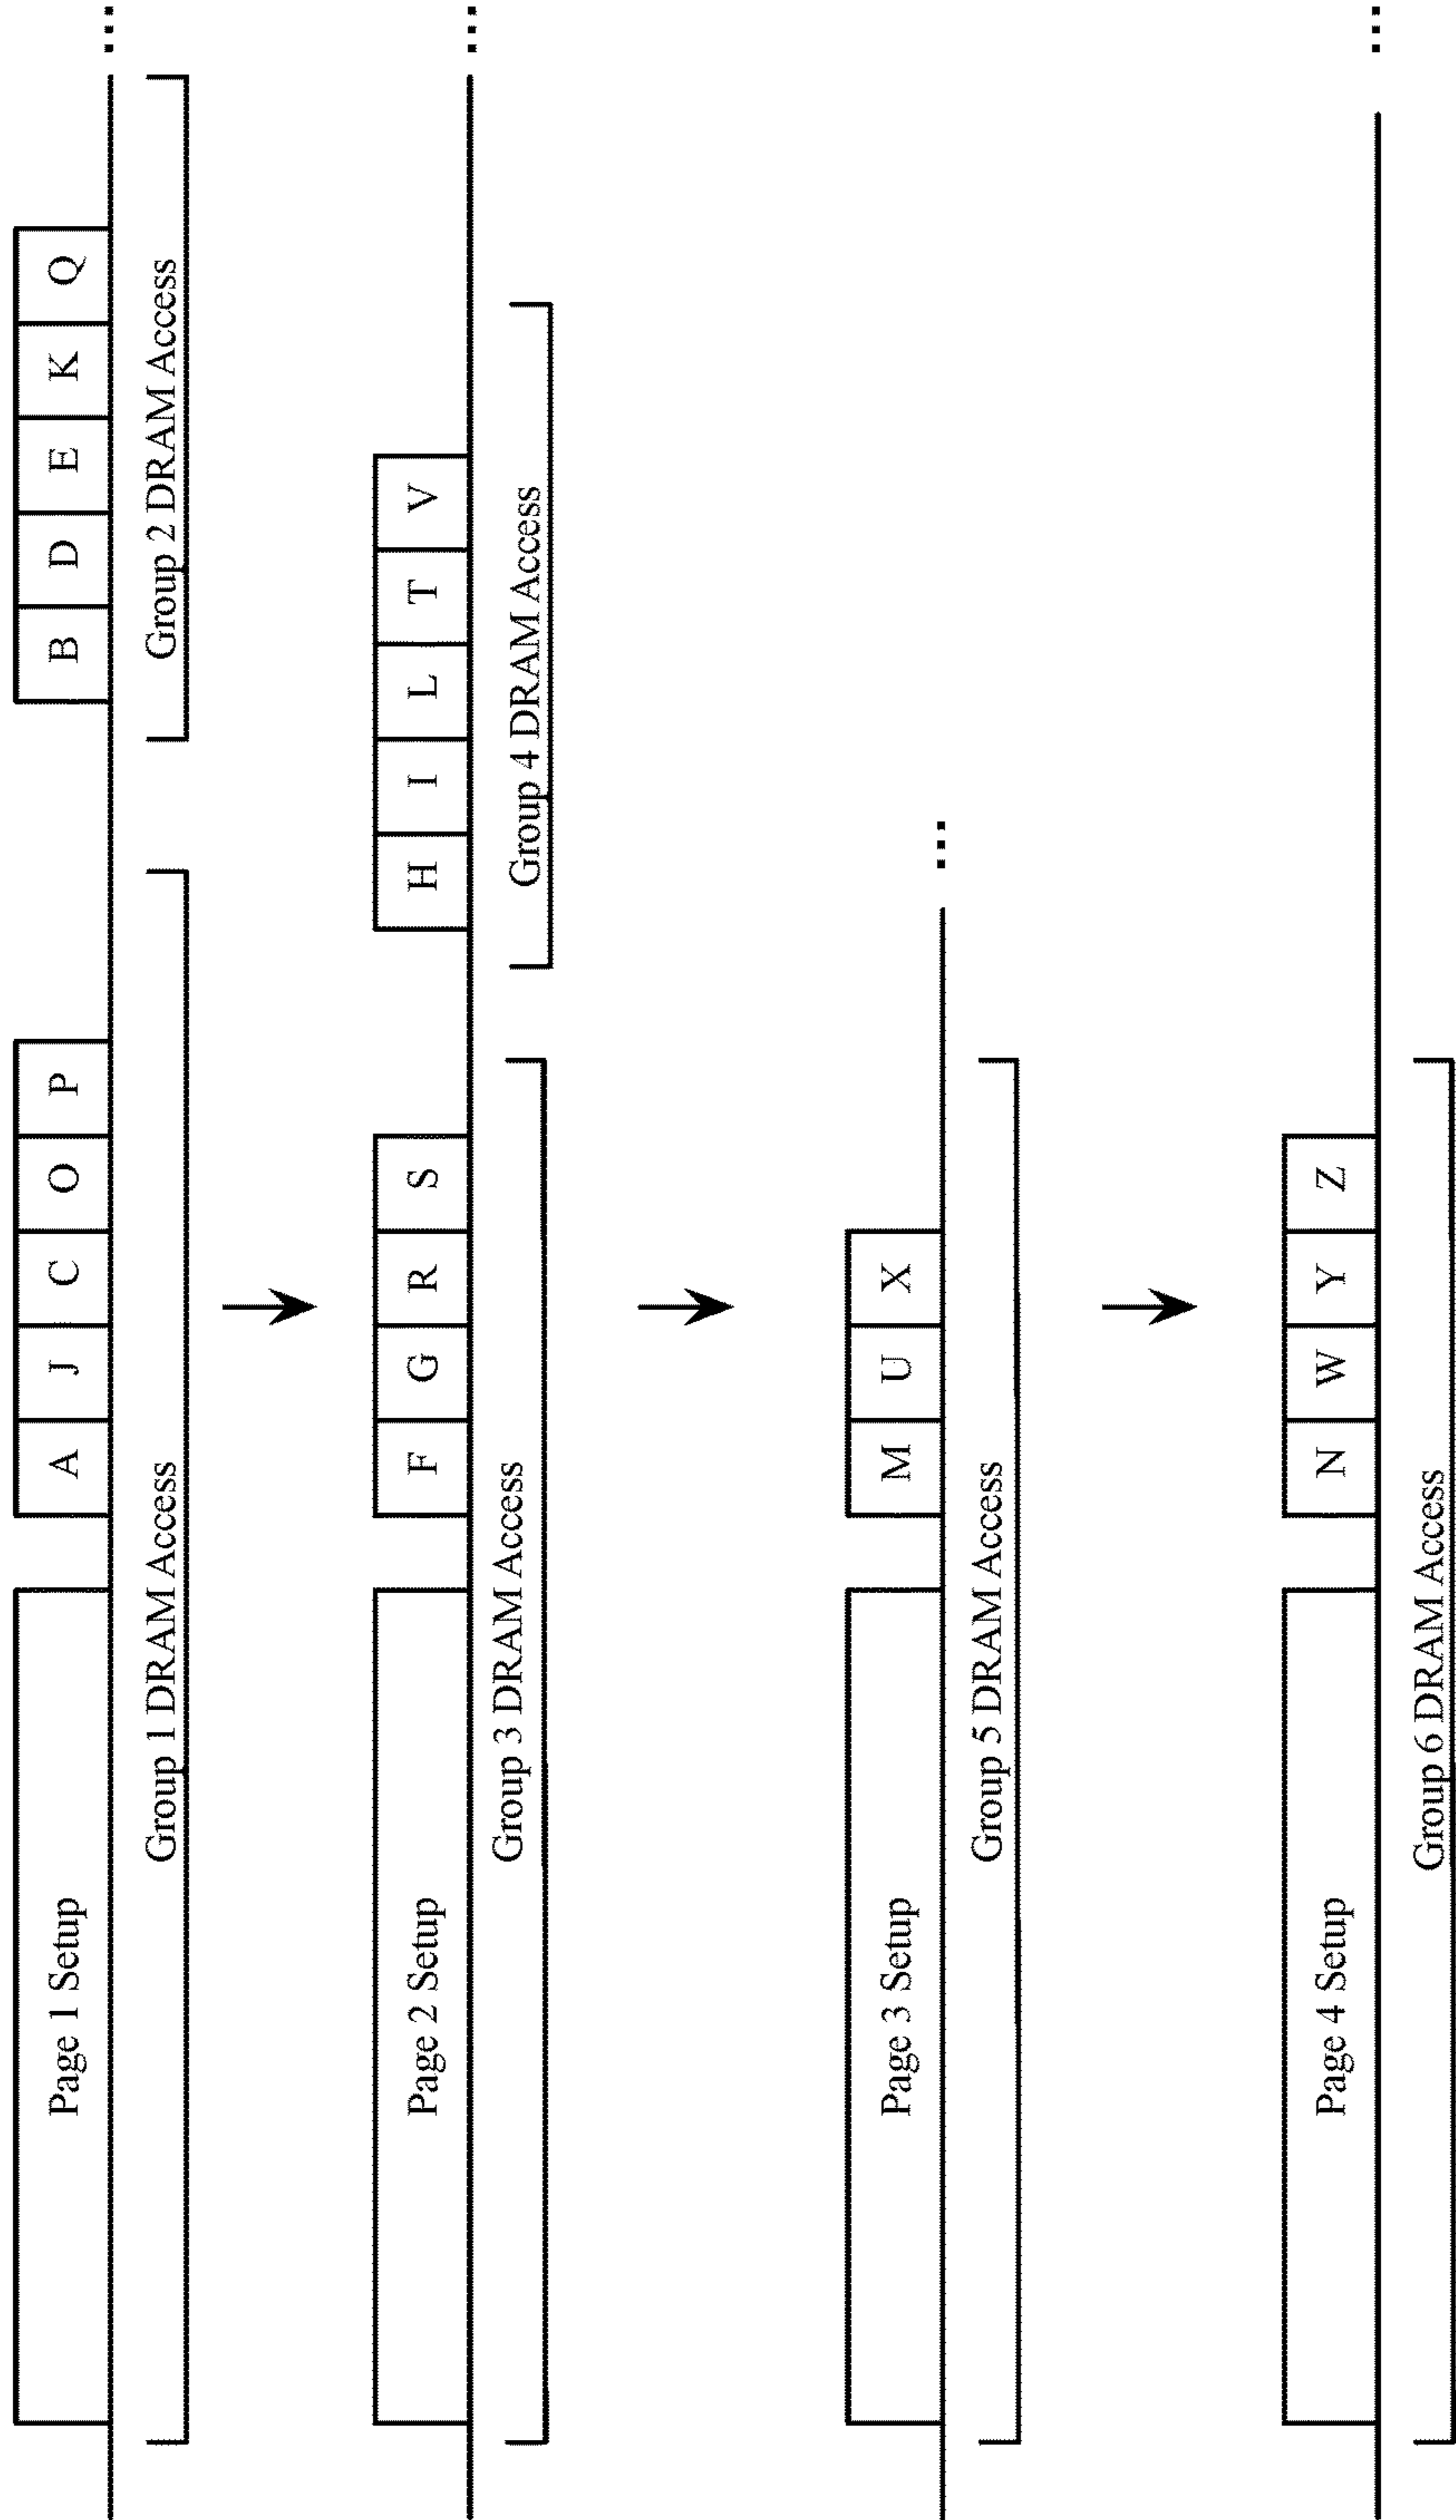 Page 1 Setup A J C O P B D E K Q ...
Group 1 DRAM Access Group 2 DRAM Access
Page 2 Setup F G R S H I L T V ...
Group 3 DRAM Access Group 4 DRAM Access
Page 3 Setup M U X ...
Group 5 DRAM Access
Page 4 Setup N W Y Z ...
Group 6 DRAM Access